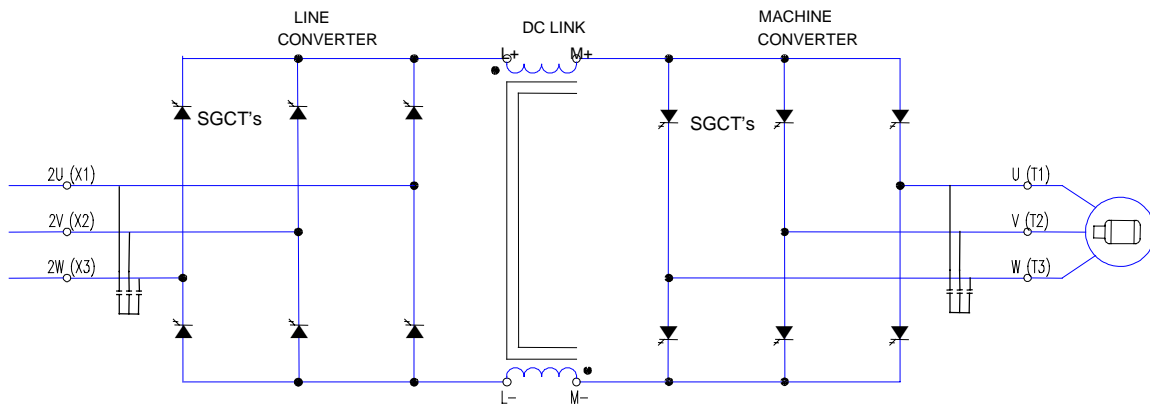 LINE
CONVERTER
DC LINK
MACHINE
CONVERTER
L+
M+
SGCT's
SGCT's
2U (X1)
2V (X2)
2W (X3)
U (T1)
V (T2)
W (T3)
L-
M-